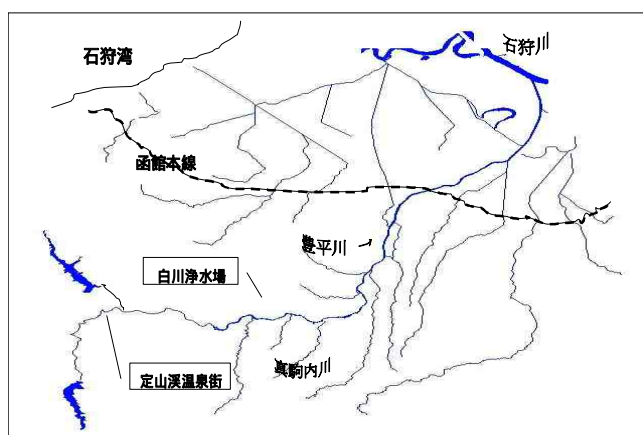 石狩湾
石狩川
函館本線
豊平川
白川浄水場
真駒内川
定山渓温泉街